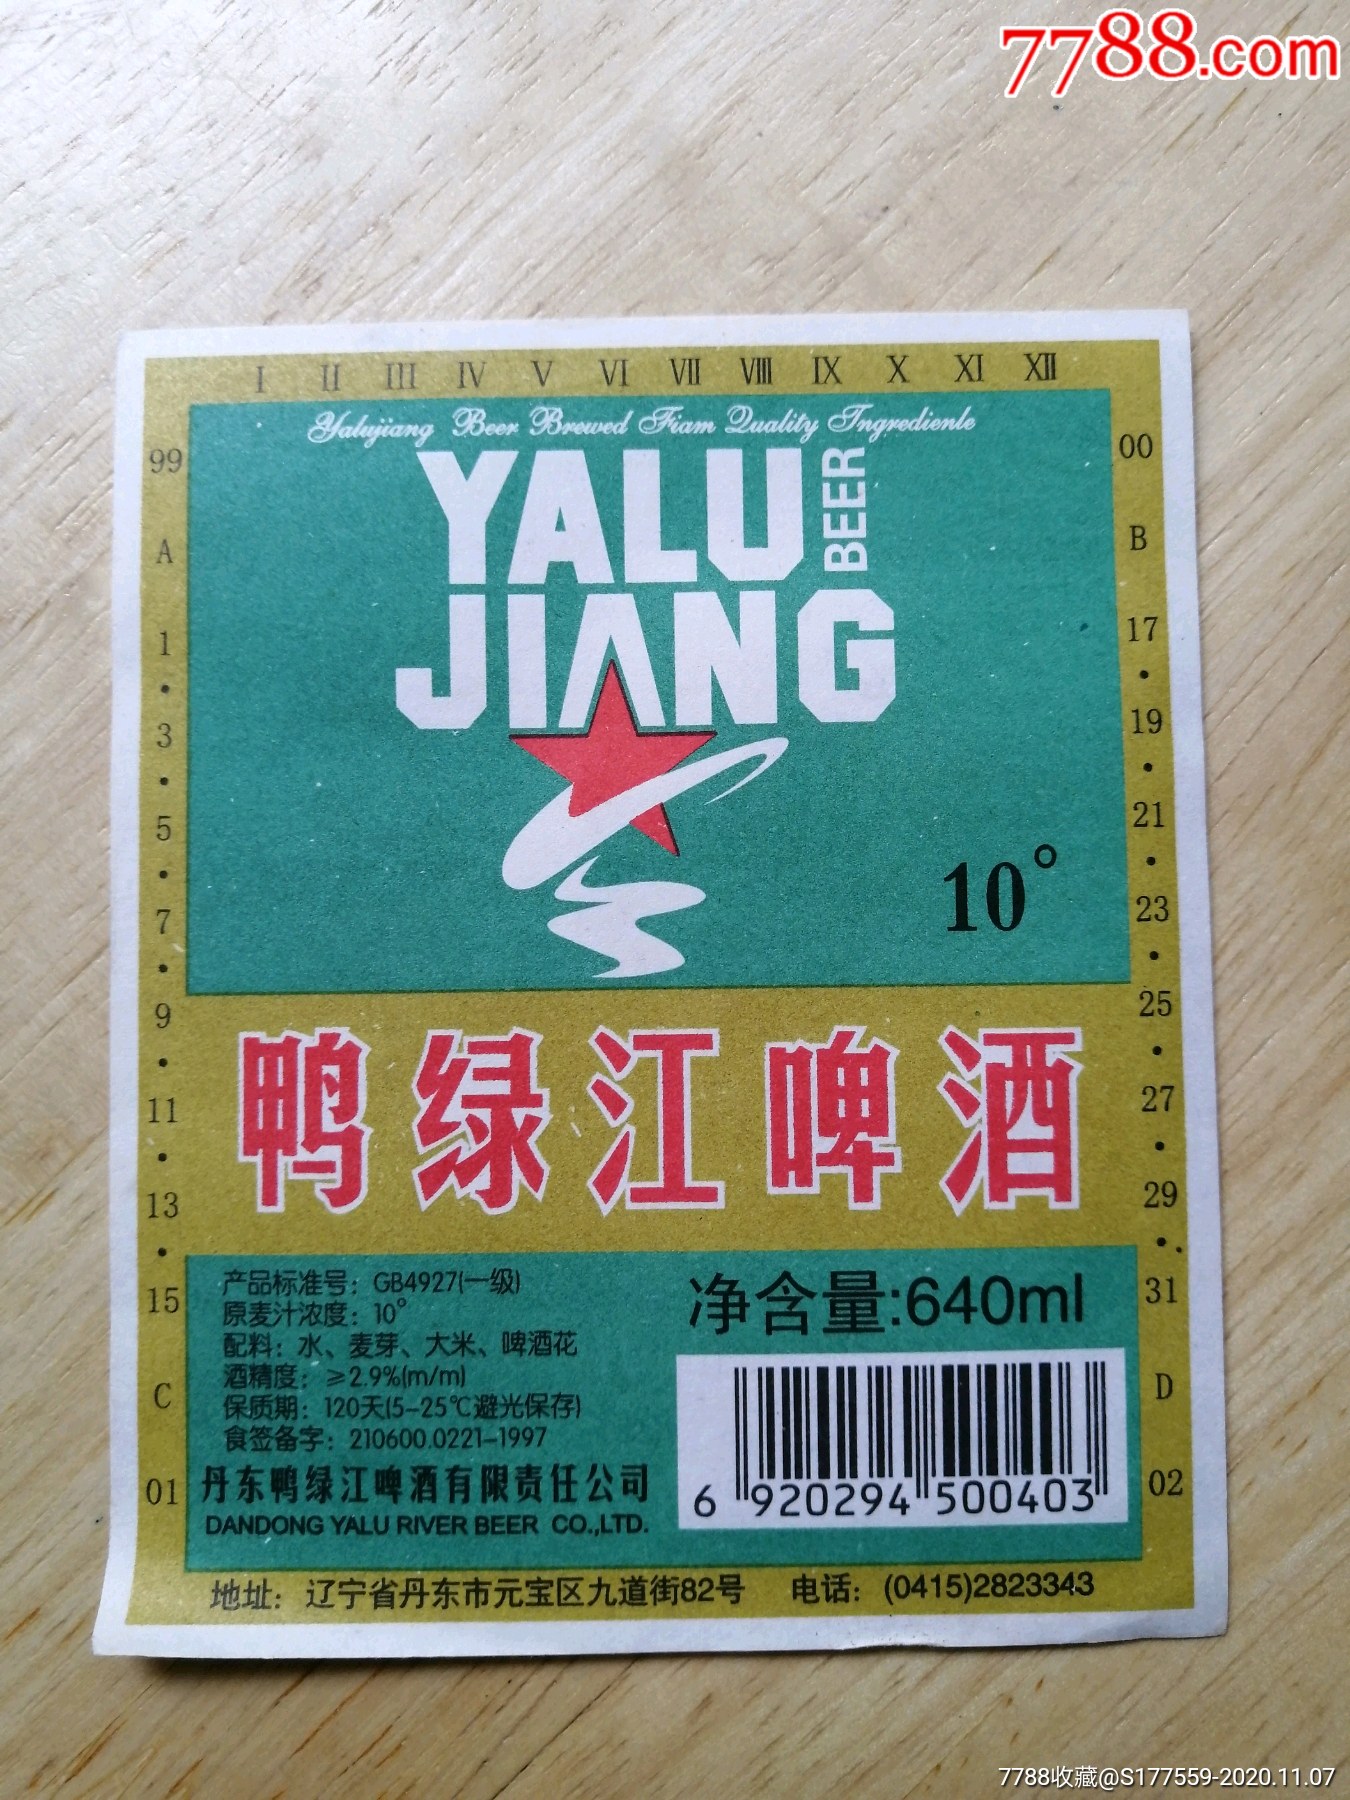 7788.com
I II III IV V VI VII VIII IX X XI XII
Yalujiang Beer Brewed Fiam Quality Ingredienle
99
A
1
3
5
7
9
11
13
15
C
01
00
B
17
19
21
23
25
27
29
31
D
02
YALU
BEER
JIANG
10°
鸭绿江啤酒
产品标准号：GB4927(一级)
原麦汁浓度：10°
配料：水、麦芽、大米、啤酒花
酒精度：≥2.9%(m/m)
保质期：120天(5-25℃避光保存)
食签备字：210600.0221-1997
丹东鸭绿江啤酒有限责任公司
DANDONG YALU RIVER BEER CO.,LTD.
净含量:640ml
6 920294 500403
地址：辽宁省丹东市元宝区九道街82号 电话：(0415)2823343
7788收藏@S177559-2020.11.07